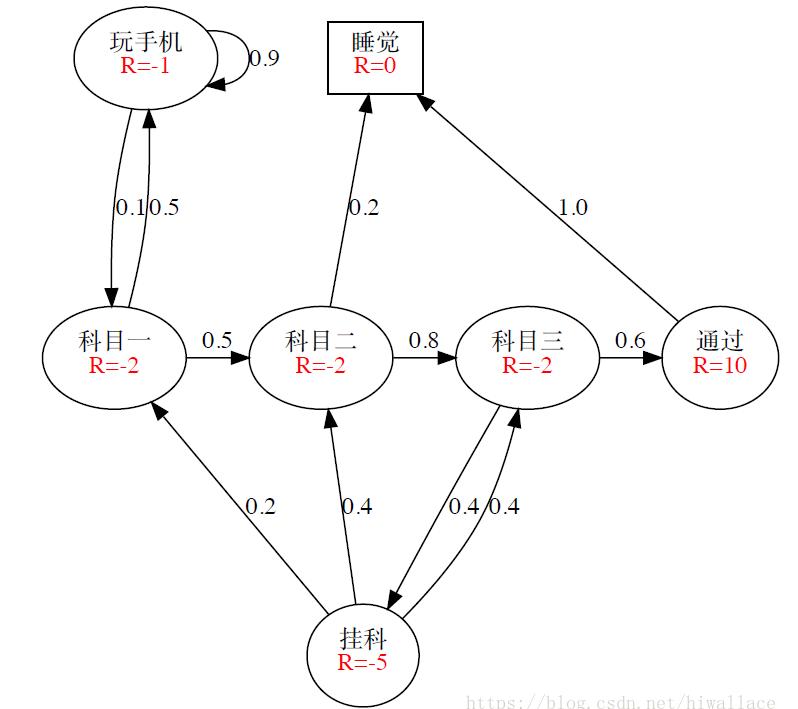 玩手机
R=-1
0.9
睡觉
R=0
0.1
0.5
0.2
1.0
科目一
R=-2
0.5
科目二
R=-2
0.8
科目三
R=-2
0.6
通过
R=10
0.2
0.4
0.4
0.4
挂科
R=-5
https://blog.csdn.net/hiwallace